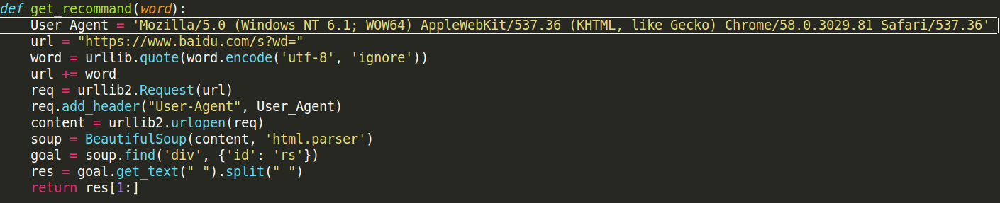 def get_recommand(word):
    User_Agent = 'Mozilla/5.0 (Windows NT 6.1; WOW64) AppleWebKit/537.36 (KHTML, like Gecko) Chrome/58.0.3029.81 Safari/537.36'
    url = "https://www.baidu.com/s?wd="
    word = urllib.quote(word.encode('utf-8', 'ignore'))
    url += word
    req = urllib2.Request(url)
    req.add_header("User-Agent", User_Agent)
    content = urllib2.urlopen(req)
    soup = BeautifulSoup(content, 'html.parser')
    goal = soup.find('div', {'id': 'rs'})
    res = goal.get_text(" ").split(" ")
    return res[1:]